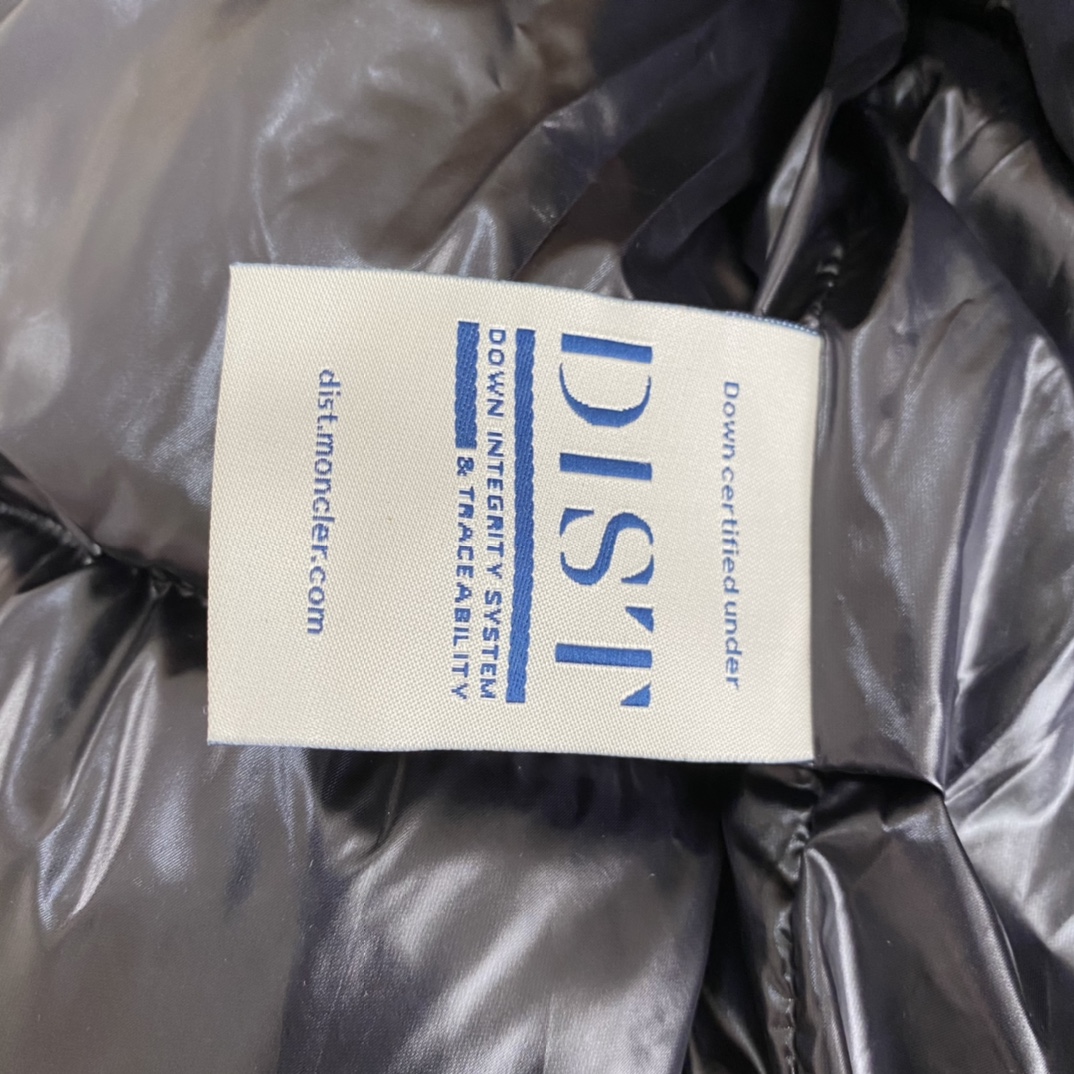 Down certified under
DIST
DOWN INTEGRITY SYSTEM
& TRACEABILITY
dist.moncler.com